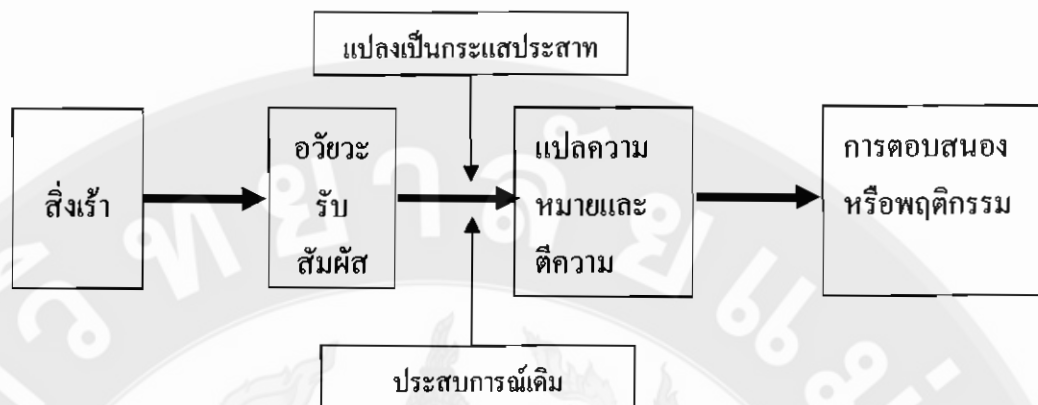 แปลงเป็นกระแสประสาท
สิ่งเร้า
อวัยวะ
รับ
สัมผัส
แปลความ
หมายและ
ตีความ
การตอบสนอง
หรือพฤติกรรม
ประสบการณ์เดิม